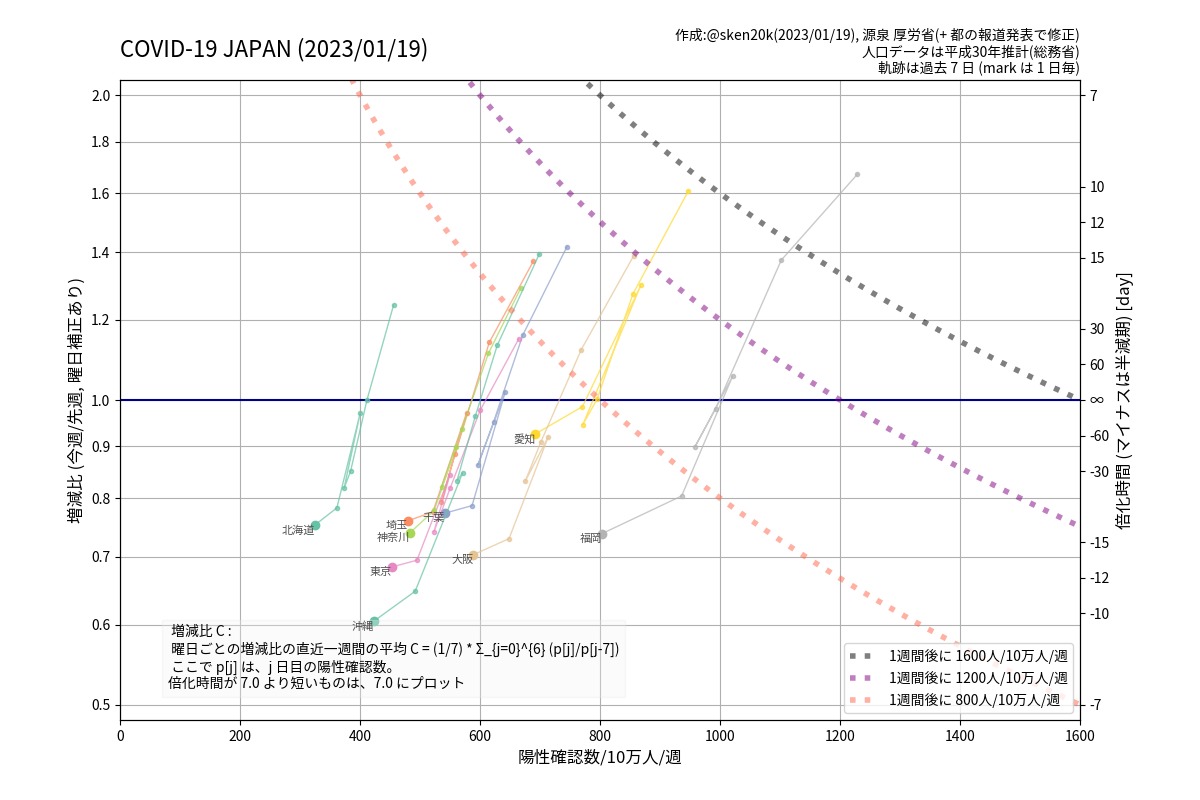 COVID-19 JAPAN (2023/01/19)
作成:@sken20k(2023/01/19), 源泉 厚労省(+ 都の報道発表で修正)
人口データは平成30年推計(総務省)
軌跡は過去 7 日 (mark は 1 日毎)
増減比 (今週/先週, 曜日補正あり)
2.0
1.8
1.6
1.4
1.2
1.0
0.9
0.8
0.7
0.6
0.5
7
10
12
15
30
60
∞
-60
-30
-15
-12
-10
-7
倍化時間 (マイナスは半減期) [day]
愛知
北海道
埼玉
千葉
神奈川
福岡
大阪
東京
沖縄
増減比 C :
曜日ごとの増減比の直近一週間の平均 C = (1/7) * Σ_{j=0}^{6} (p[j]/p[j-7])
ここで p[j] は、j 日目の陽性確認数。
倍化時間が 7.0 より短いものは、7.0 にプロット
1週間後に 1600人/10万人/週
1週間後に 1200人/10万人/週
1週間後に 800人/10万人/週
0 200 400 600 800 1000 1200 1400 1600
陽性確認数/10万人/週